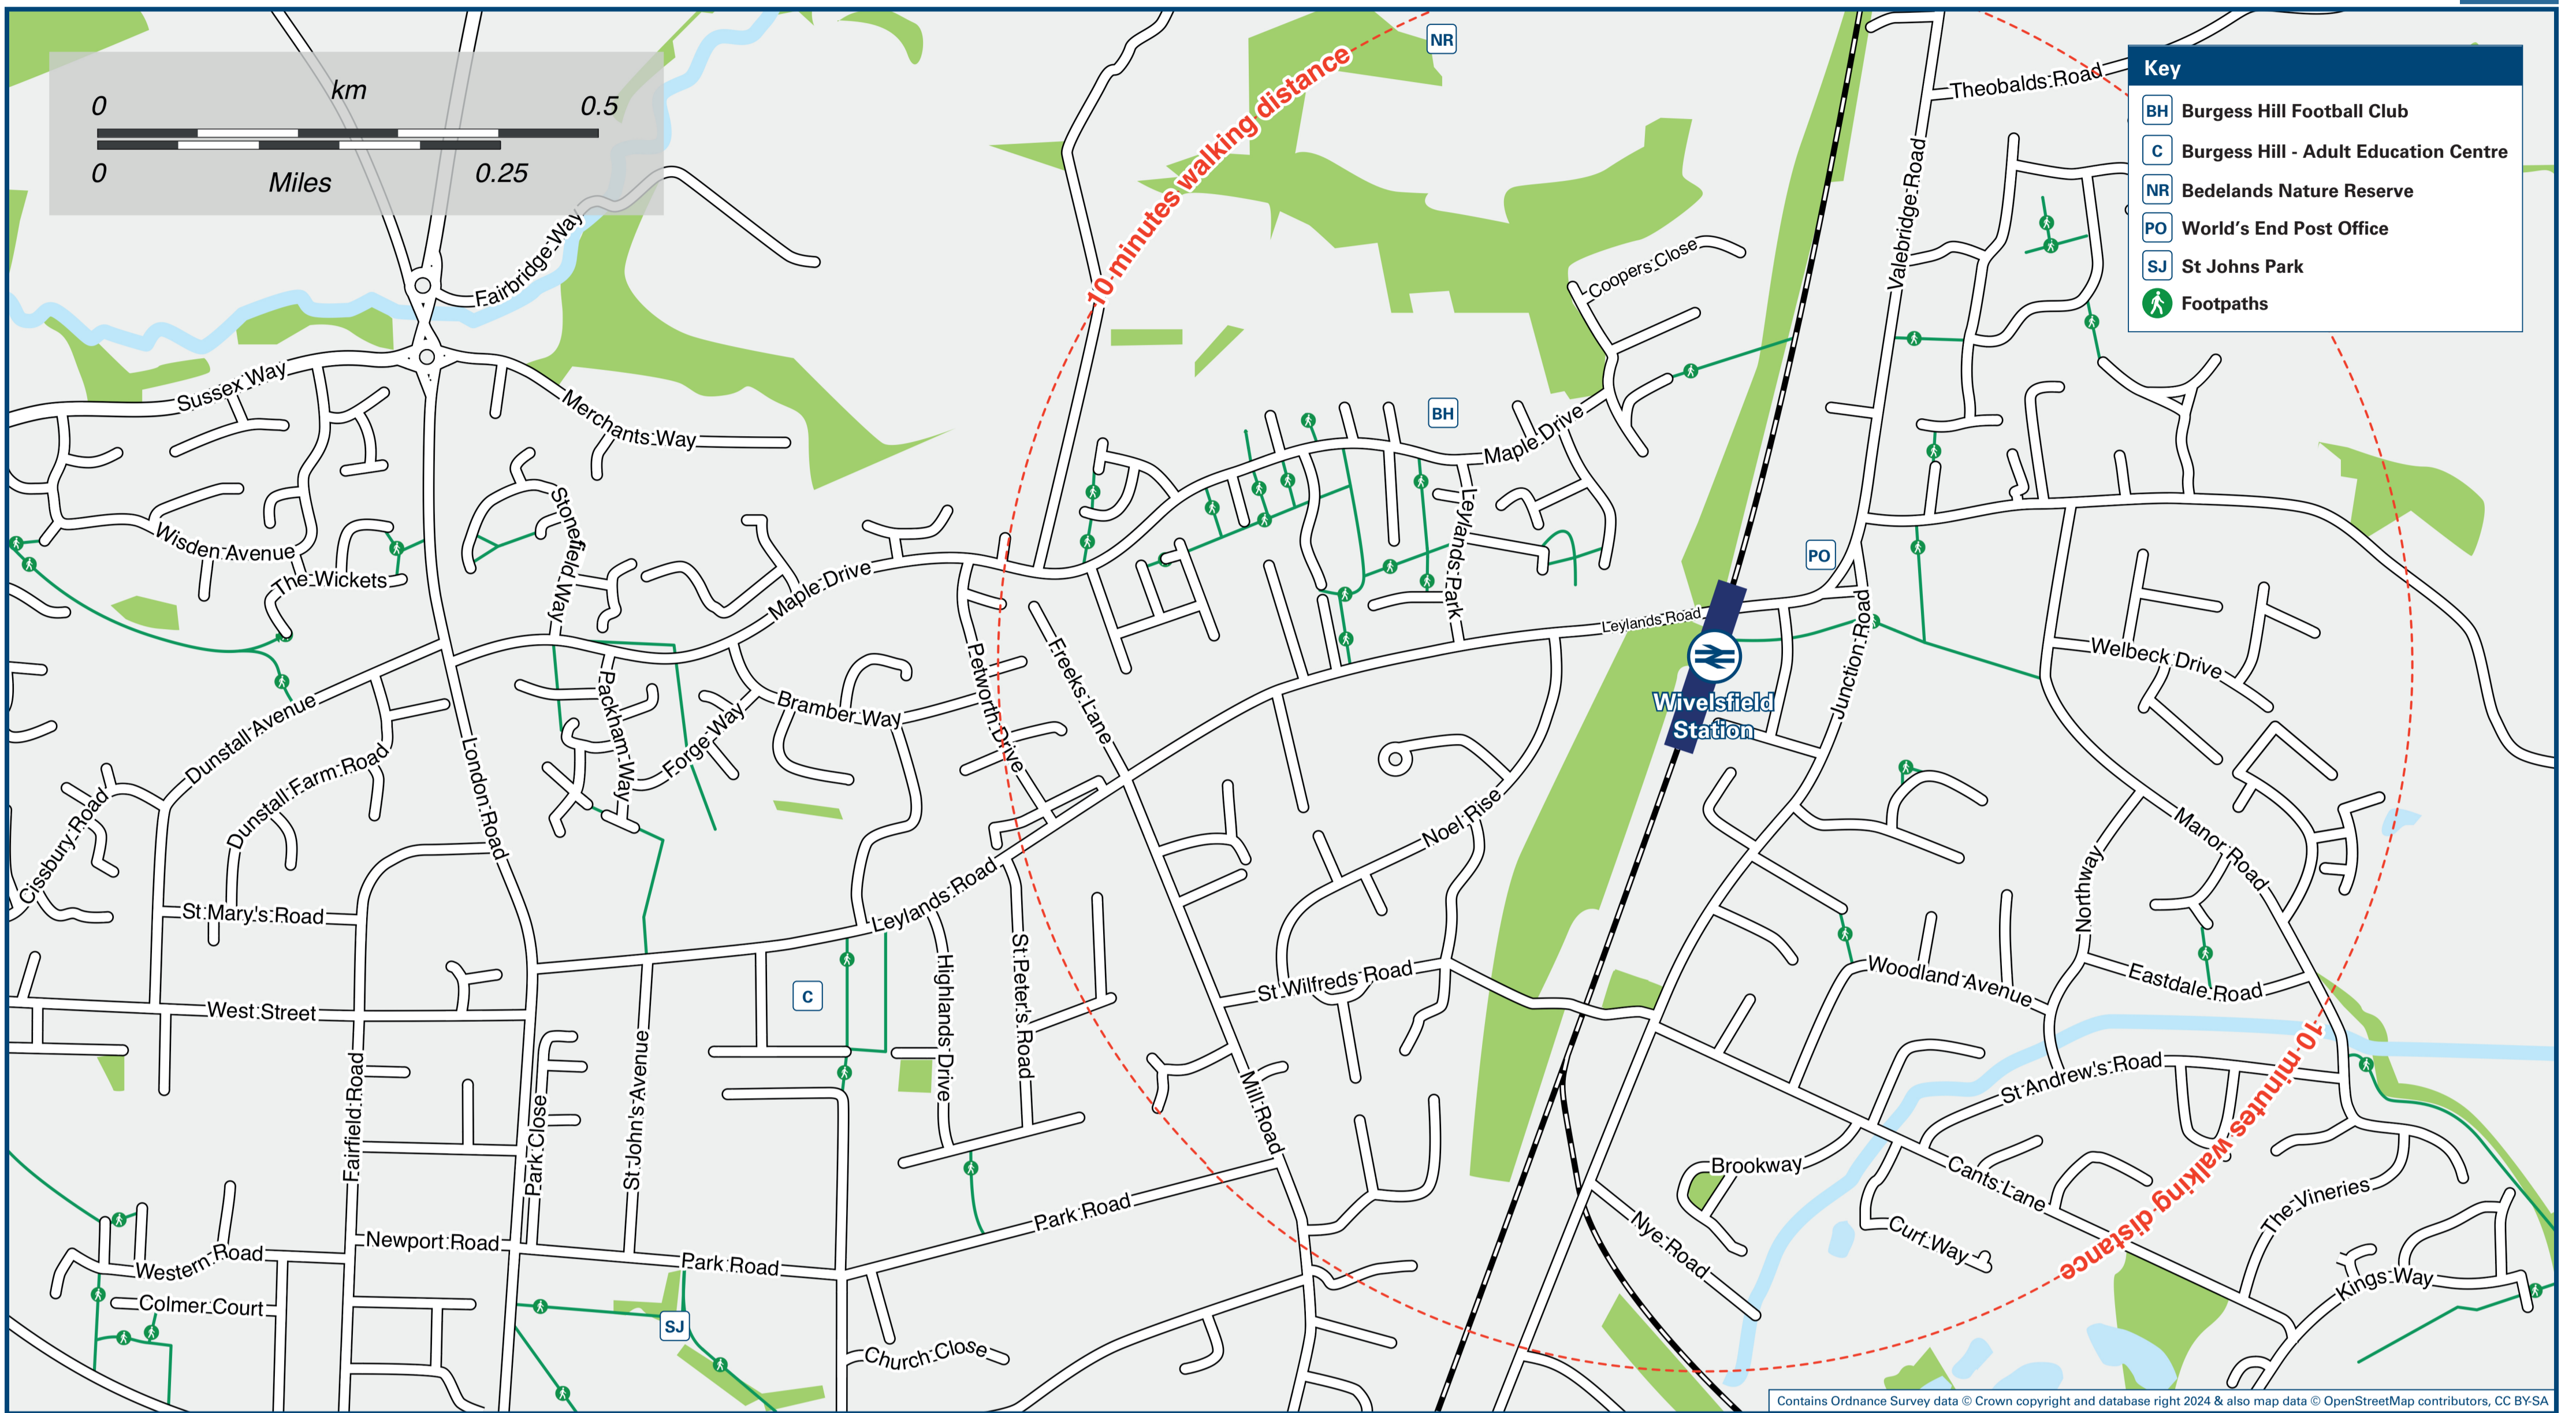 km
0
0.5
0
Miles
0.25
NR
10 minutes walking distance
Theobalds Road
Key
BH Burgess Hill Football Club
C Burgess Hill - Adult Education Centre
NR Bedelands Nature Reserve
PO World's End Post Office
SJ St Johns Park
Footpaths
Valebridge Road
Fairbridge Way
Coopers Close
Sussex Way
Merchants Way
BH
Maple Drive
Stonefield Way
Wisden Avenue
The Wickets
Leylands Park
PO
Maple Drive
Leylands Road
Junction Road
Wivelsfield
Station
Welbeck Drive
Petworth Drive
Freeks Lane
Packham Way
Bramber Way
Forge Way
Dunstall Avenue
Dunstall Farm Road
London Road
Cissbury Road
Noel Rise
Manor Road
Northway
St Mary's Road
Leylands Road
Highlands Drive
St Peter's Road
St Wilfreds Road
Woodland Avenue
Eastdale Road
C
West Street
Fairfield Road
Park Close
St John's Avenue
Mill Road
St Andrew's Road
10 minutes walking distance
Brookway
Cants Lane
Curf Way
The Vineries
Nye Road
Kings Way
Park Road
Newport Road
Park Road
Western Road
Colmer Court
SJ
Church Close
Contains Ordnance Survey data © Crown copyright and database right 2024 & also map data © OpenStreetMap contributors, CC BY-SA